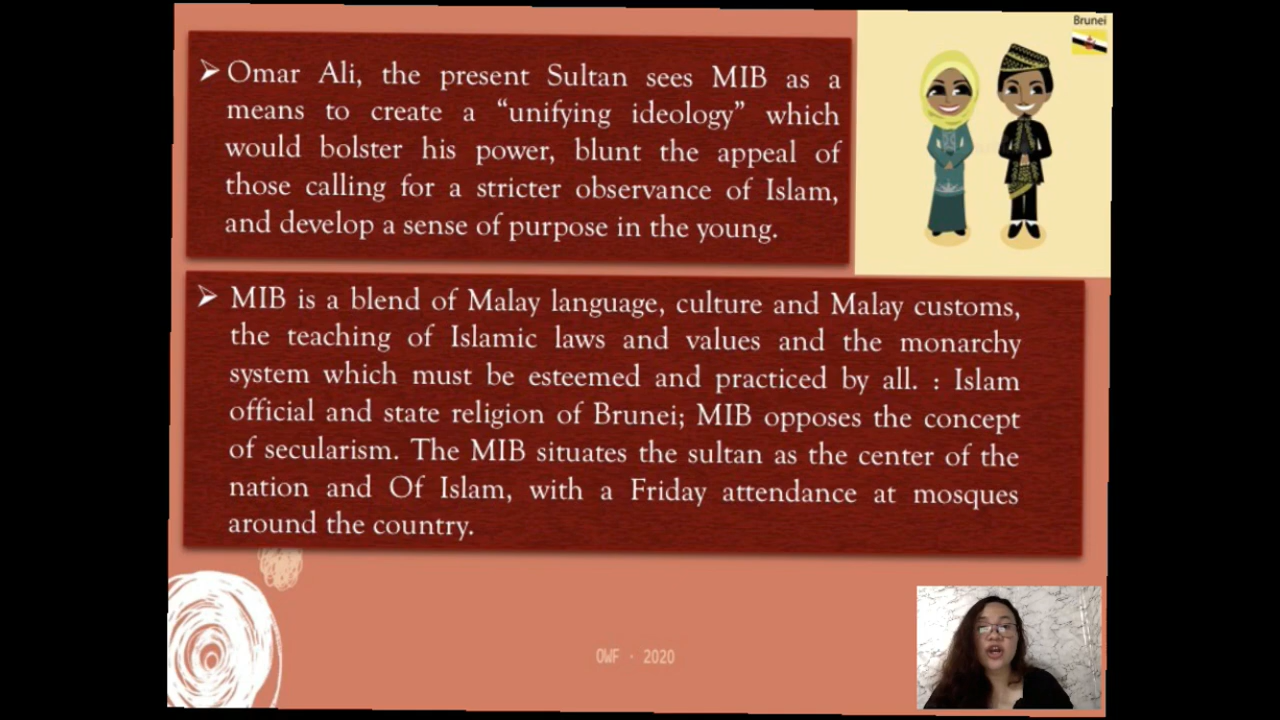 Brunei
➢ Omar Ali, the present Sultan sees MIB as a
means to create a “unifying ideology” which
would bolster his power, blunt the appeal of
those calling for a stricter observance of Islam,
and develop a sense of purpose in the young.
➢ MIB is a blend of Malay language, culture and Malay customs,
the teaching of Islamic laws and values and the monarchy
system which must be esteemed and practiced by all. : Islam
official and state religion of Brunei; MIB opposes the concept
of secularism. The MIB situates the sultan as the center of the
nation and Of Islam, with a Friday attendance at mosques
around the country.
OWF · 2020